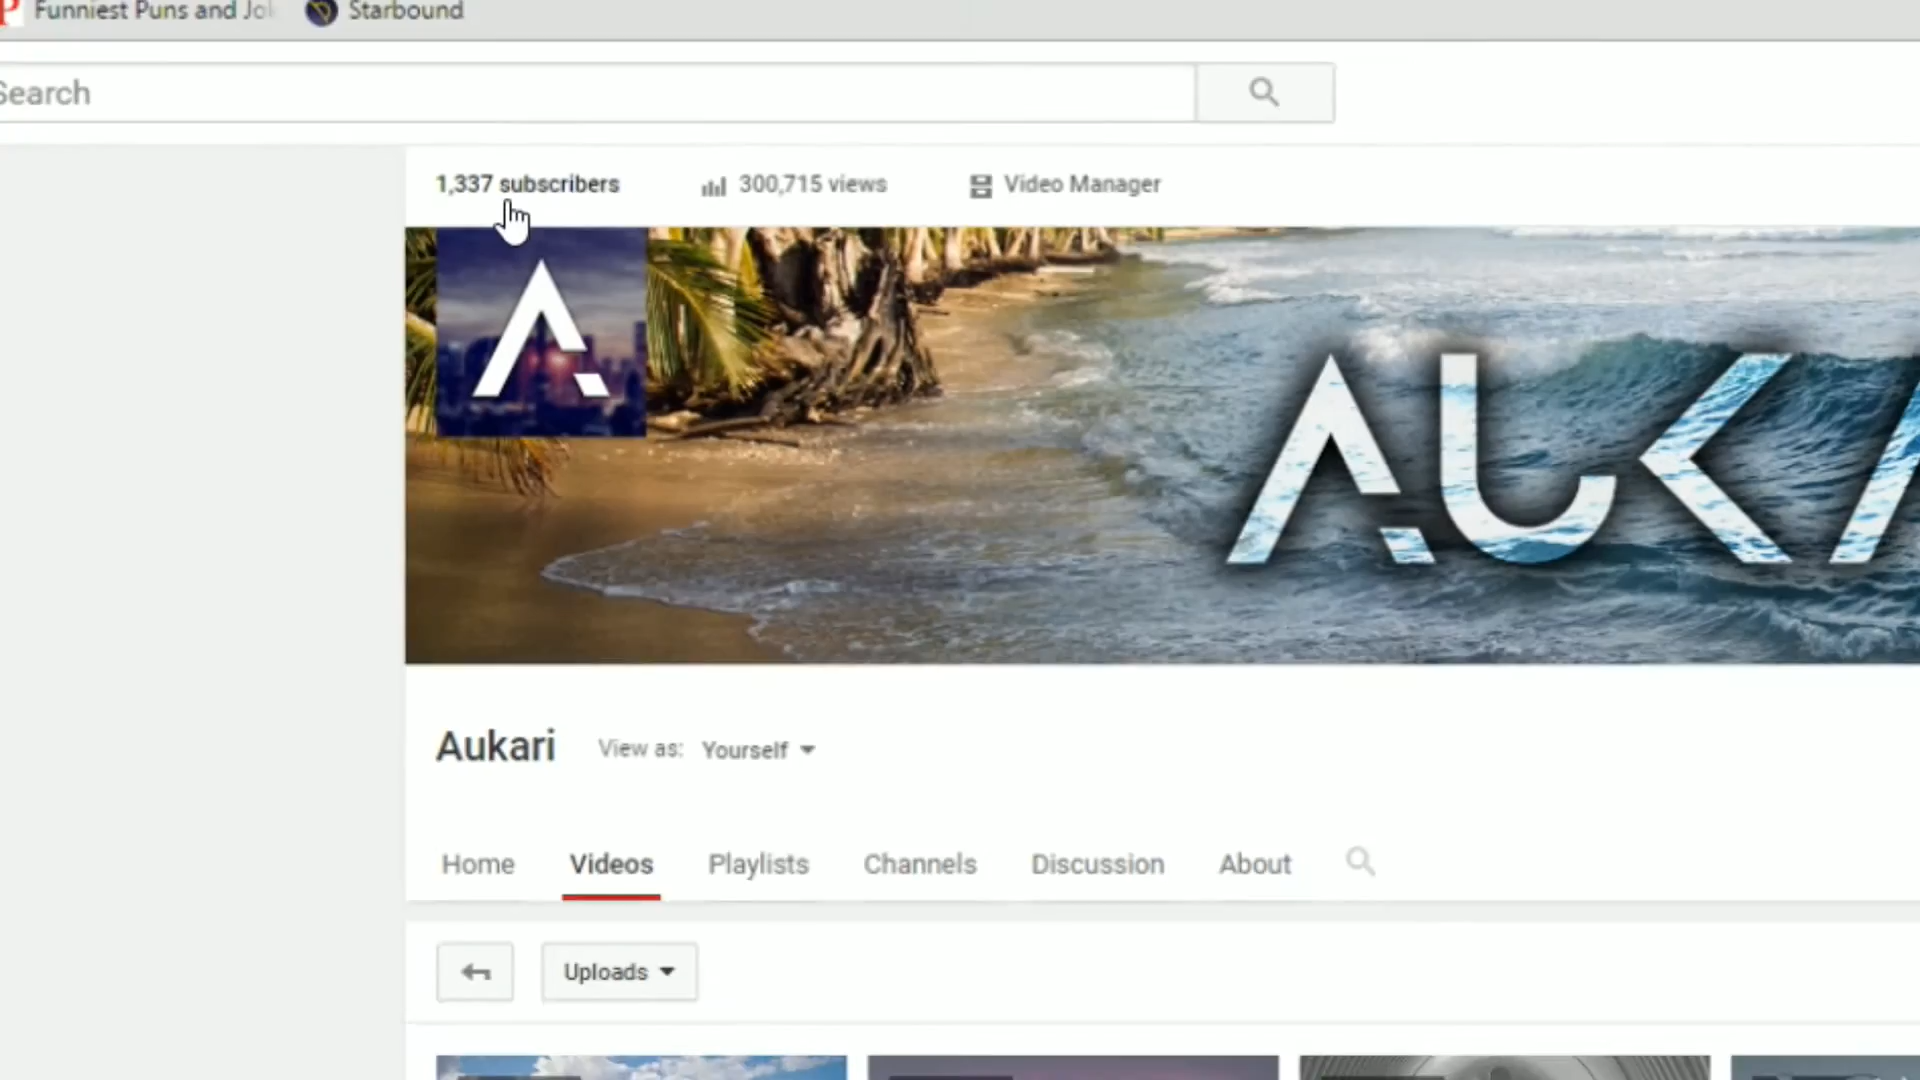 Funniest Puns and Jo
Starbound
Search
1,337 subscribers
300,715 views
Video Manager
AUKA
Aukari
View as: Yourself
Home
Videos
Playlists
Channels
Discussion
About
Uploads